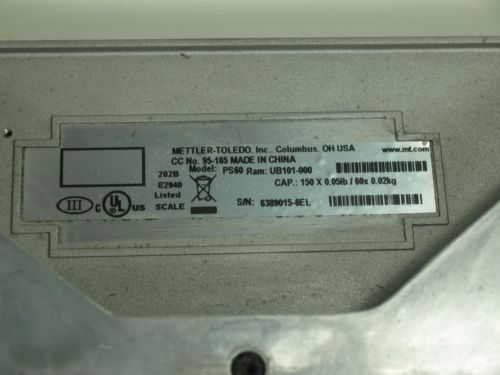 METTLER-TOLEDO, Inc., Columbus, OH USA
www.mt.com
CC No. 95-165 MADE IN CHINA
Model: PS60 Ram: UB101-000
CAP.: 150 X 0.05lb / 60x 0.02kg
S/N: 6389015-6EL
202B
E2940
Listed
SCALE
III
C UL US